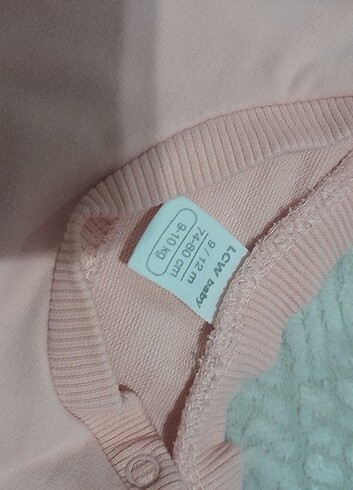 LCW baby
9 / 12 m
74-80 cm
9-10 kg